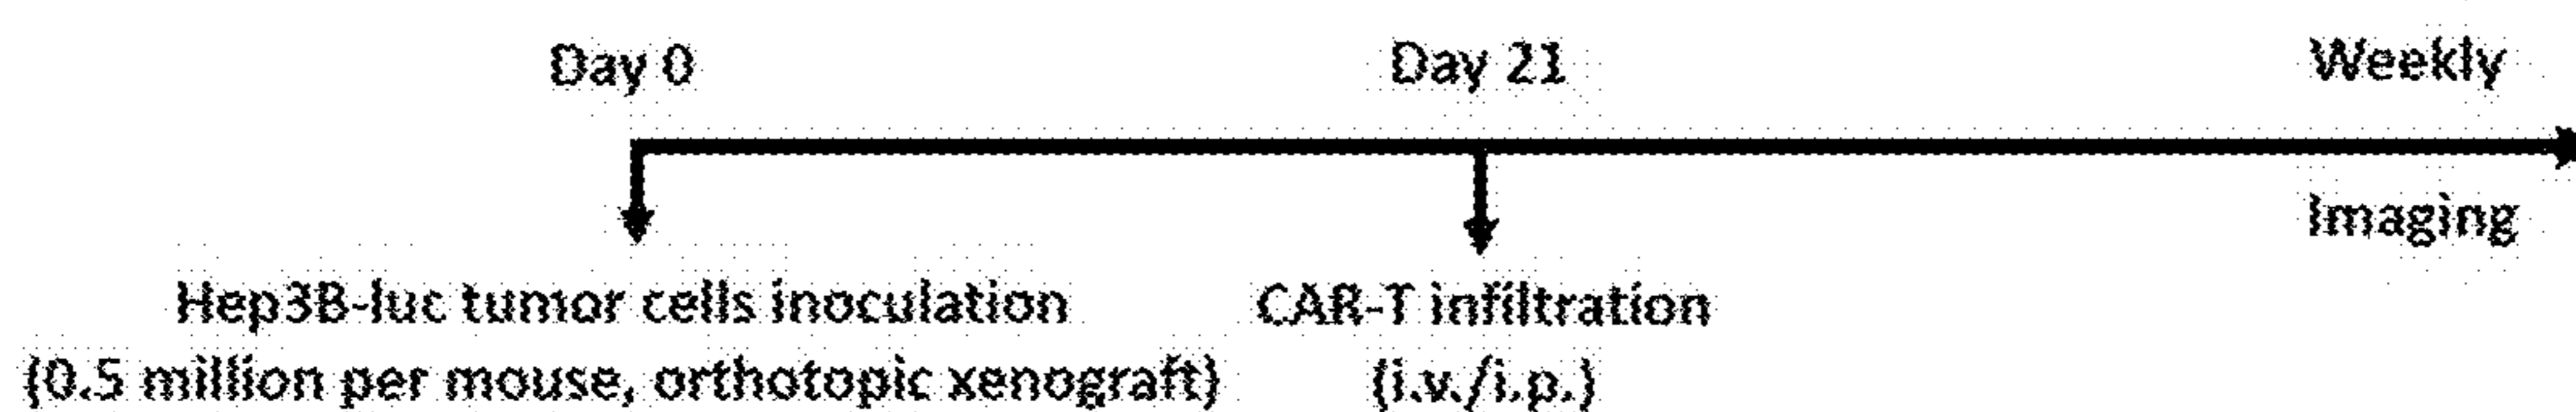 Day 0
Day 21
Weekly
Imaging
Hep3B-luc tumor cells inoculation
(0.5 million per mouse, orthotopic xenograft)
CAR-T infiltration
(i.v./i.p.)